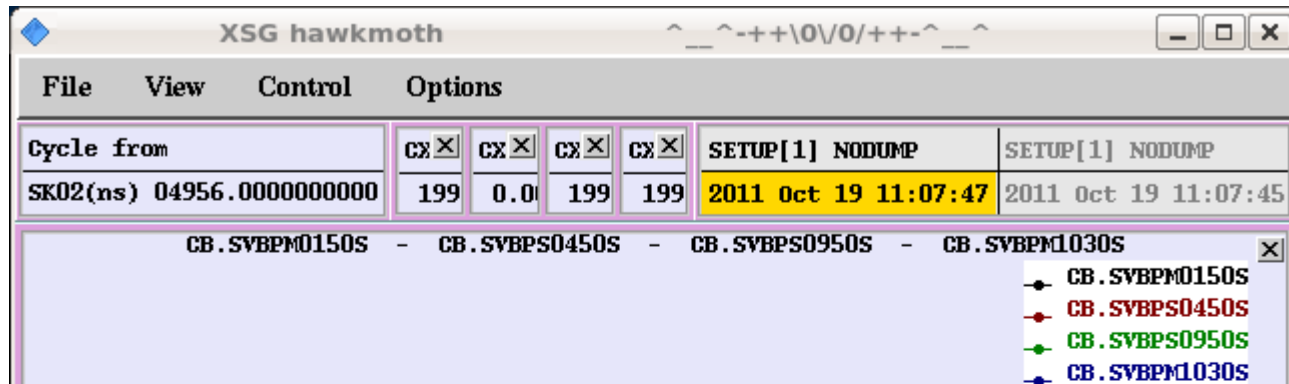 XSG hawkmoth ^__^-++\0\/0/++-^__^
File View Control Options
Cycle from CX CX CX CX SETUP[1] NODUMP SETUP[1] NODUMP
SK02(ns) 04956.0000000000 199 0.0 199 199 2011 Oct 19 11:07:47 2011 Oct 19 11:07:45
CB.SVBPM0150S - CB.SVBPS0450S - CB.SVBPS0950S - CB.SVBPM1030S
CB.SVBPM0150S
CB.SVBPS0450S
CB.SVBPS0950S
CB.SVBPM1030S